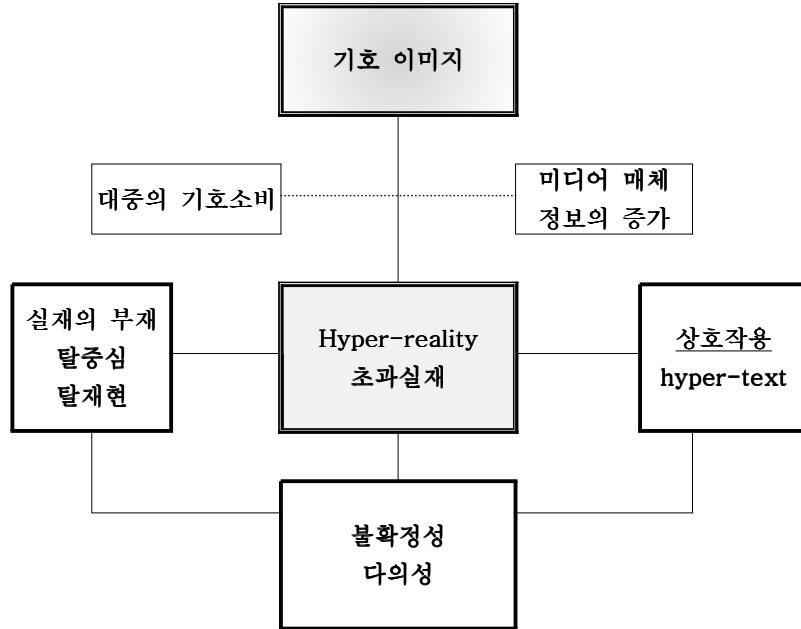 기호 이미지
대중의 기호소비
미디어 매체
정보의 증가
실재의 부재
탈중심
탈재현
Hyper-reality
초과실재
상호작용
hyper-text
불확정성
다의성